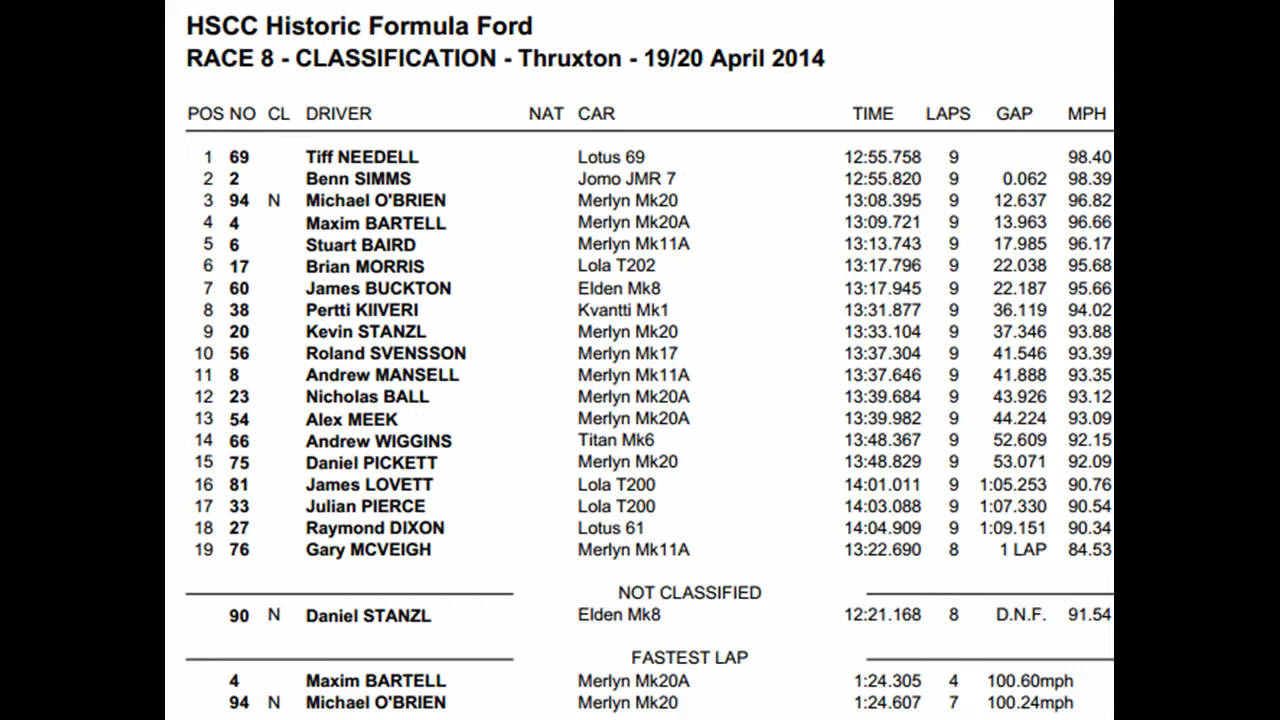 HSCC Historic Formula Ford
RACE 8 - CLASSIFICATION - Thruxton - 19/20 April 2014
POS NO CL DRIVER NAT CAR TIME LAPS GAP MPH
1 69 Tiff NEEDELL Lotus 69 12:55.758 9 98.40
2 2 Benn SIMMS Jomo JMR 7 12:55.820 9 0.062 98.39
3 94 N Michael O'BRIEN Merlyn Mk20 13:08.395 9 12.637 96.82
4 4 Maxim BARTELL Merlyn Mk20A 13:09.721 9 13.963 96.66
5 6 Stuart BAIRD Merlyn Mk11A 13:13.743 9 17.985 96.17
6 17 Brian MORRIS Lola T202 13:17.796 9 22.038 95.68
7 60 James BUCKTON Elden Mk8 13:17.945 9 22.187 95.66
8 38 Pertti KIIVERI Kvantti Mk1 13:31.877 9 36.119 94.02
9 20 Kevin STANZL Merlyn Mk20 13:33.104 9 37.346 93.88
10 56 Roland SVENSSON Merlyn Mk17 13:37.304 9 41.546 93.39
11 8 Andrew MANSELL Merlyn Mk11A 13:37.646 9 41.888 93.35
12 23 Nicholas BALL Merlyn Mk20A 13:39.684 9 43.926 93.12
13 54 Alex MEEK Merlyn Mk20A 13:39.982 9 44.224 93.09
14 66 Andrew WIGGINS Titan Mk6 13:48.367 9 52.609 92.15
15 75 Daniel PICKETT Merlyn Mk20 13:48.829 9 53.071 92.09
16 81 James LOVETT Lola T200 14:01.011 9 1:05.253 90.76
17 33 Julian PIERCE Lola T200 14:03.088 9 1:07.330 90.54
18 27 Raymond DIXON Lotus 61 14:04.909 9 1:09.151 90.34
19 76 Gary MCVEIGH Merlyn Mk11A 13:22.690 8 1 LAP 84.53
NOT CLASSIFIED
90 N Daniel STANZL Elden Mk8 12:21.168 8 D.N.F. 91.54
FASTEST LAP
4 Maxim BARTELL Merlyn Mk20A 1:24.305 4 100.60mph
94 N Michael O'BRIEN Merlyn Mk20 1:24.607 7 100.24mph